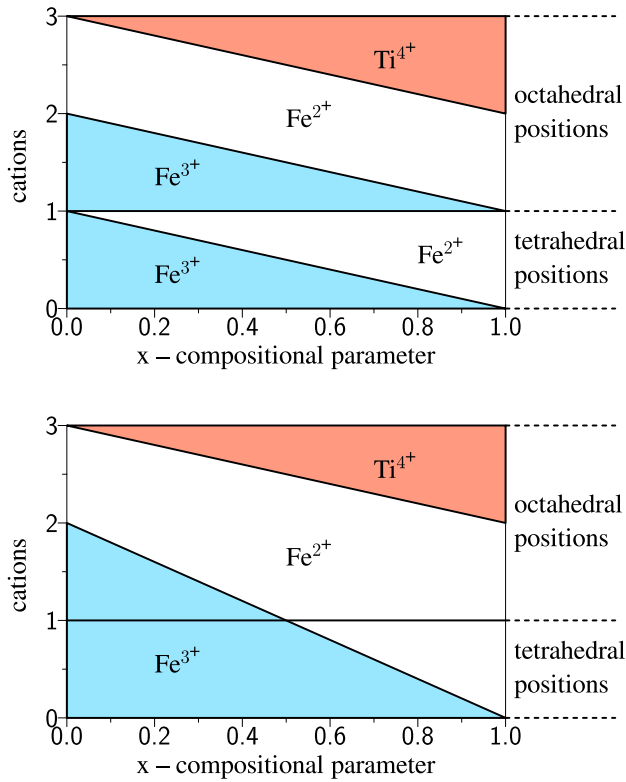 3
Ti⁴⁺
octahedral
positions
2
Fe²⁺
cations
Fe³⁺
1
Fe²⁺
tetrahedral
positions
Fe³⁺
0
0.0 0.2 0.4 0.6 0.8 1.0
x – compositional parameter
3
Ti⁴⁺
octahedral
positions
2
Fe²⁺
cations
1
Fe³⁺
tetrahedral
positions
0
0.0 0.2 0.4 0.6 0.8 1.0
x – compositional parameter